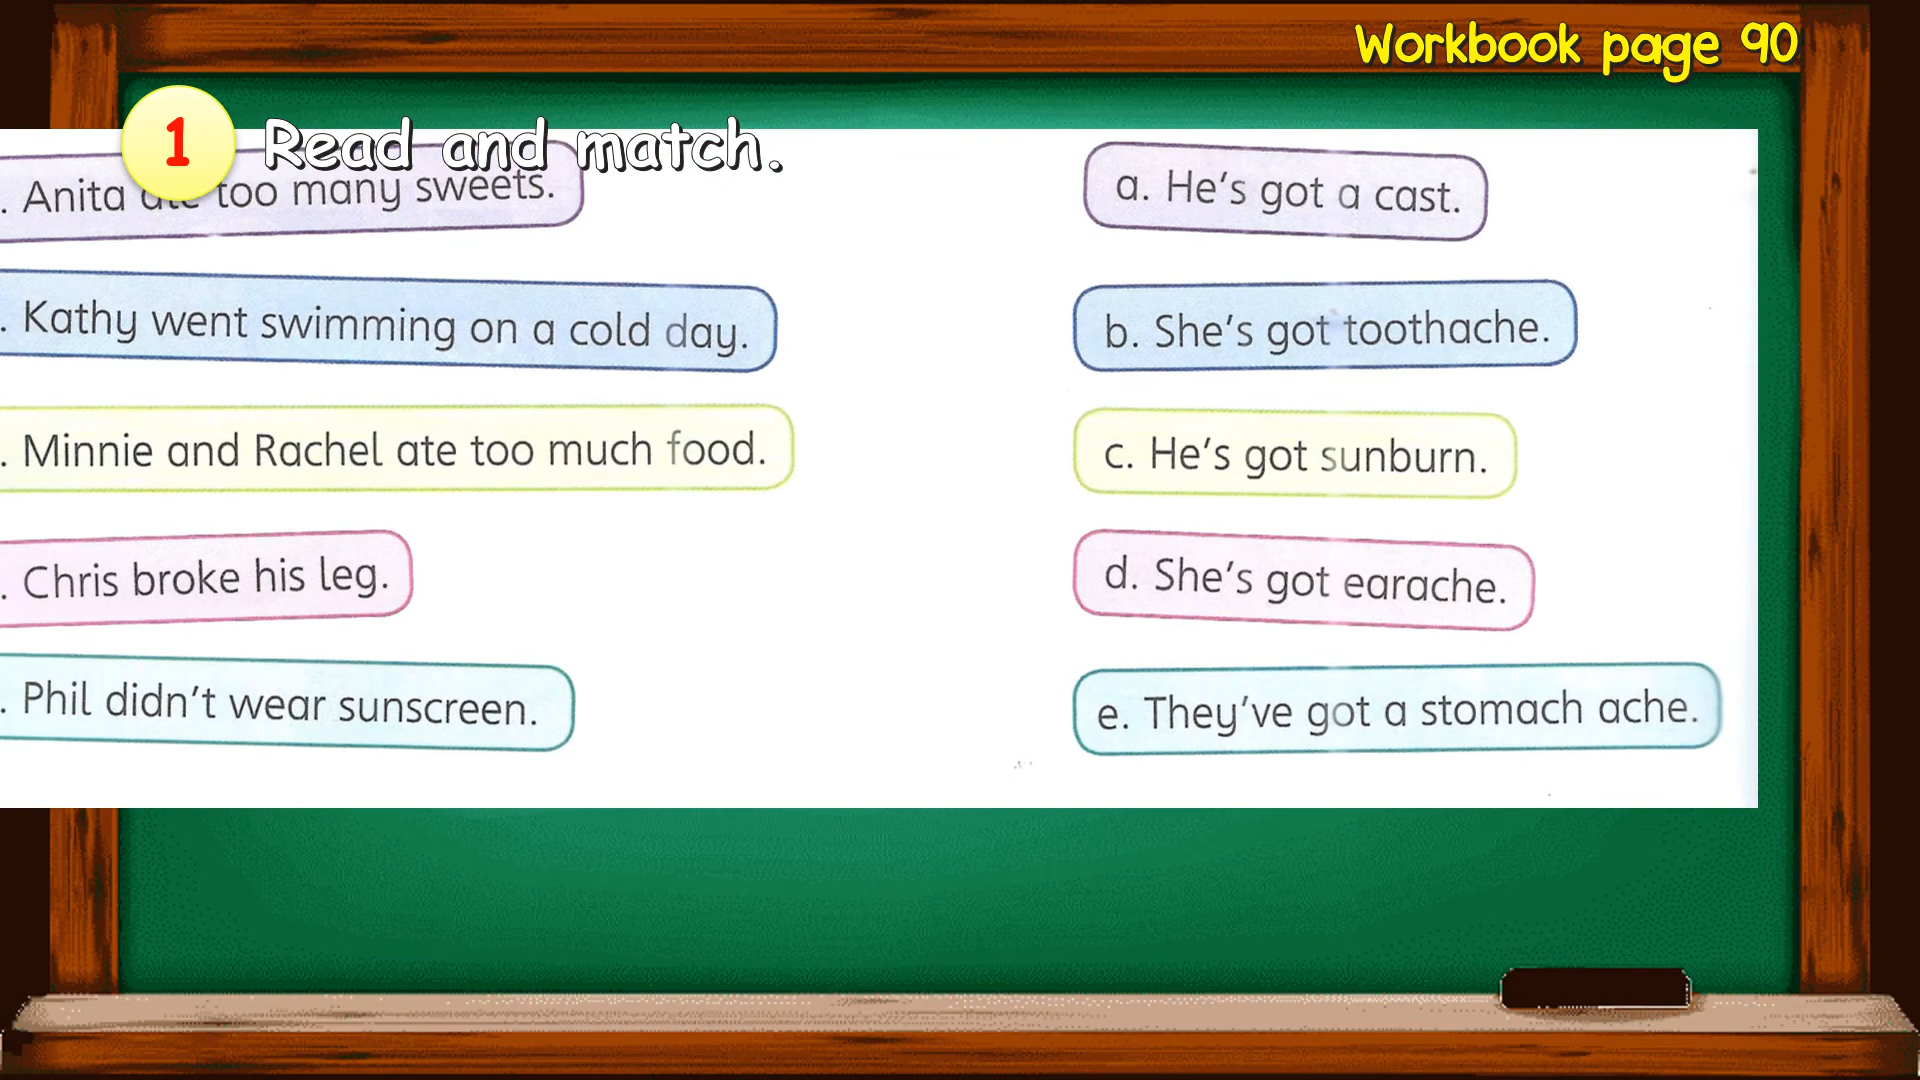 Workbook page 90
1 Read and match.
. Anita too many sweets.
a. He's got a cast.
. Kathy went swimming on a cold day.
b. She's got toothache.
. Minnie and Rachel ate too much food.
c. He's got sunburn.
. Chris broke his leg.
d. She's got earache.
. Phil didn't wear sunscreen.
e. They've got a stomach ache.